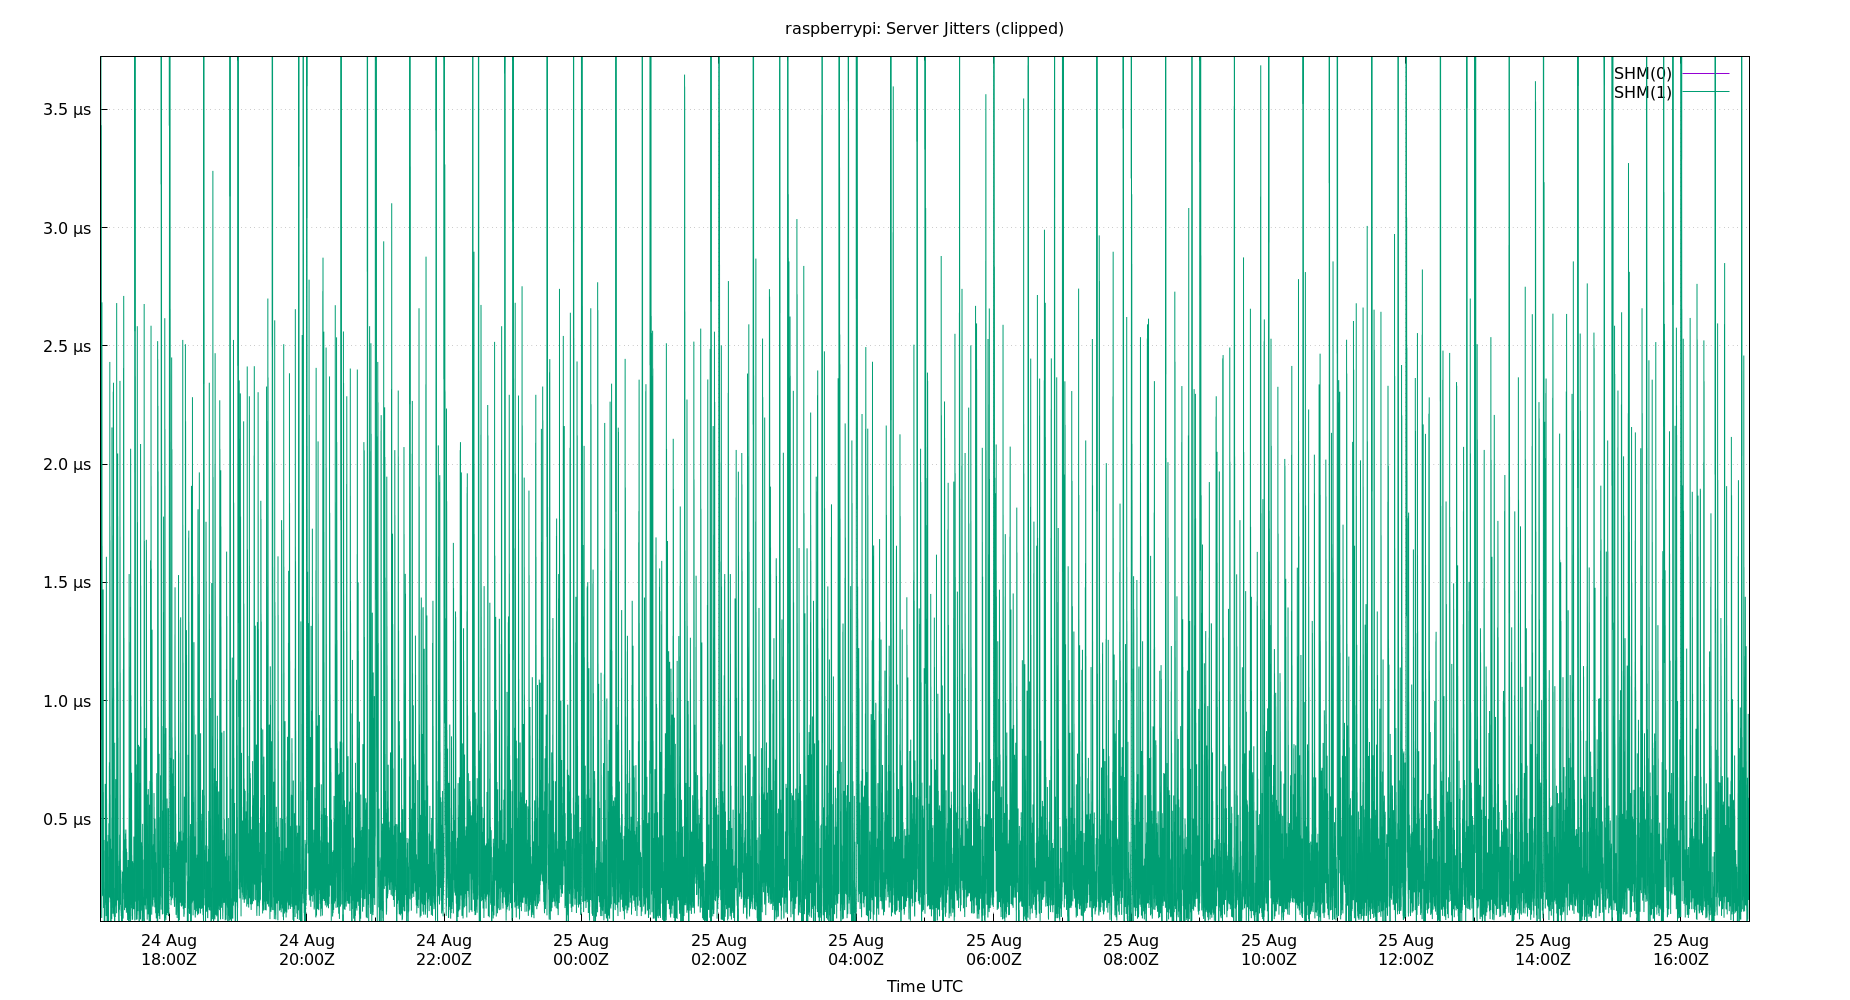 raspberrypi: Server Jitters (clipped)
SHM(0)
SHM(1)
3.5 µs
3.0 µs
2.5 µs
2.0 µs
1.5 µs
1.0 µs
0.5 µs
24 Aug 24 Aug 24 Aug 25 Aug 25 Aug 25 Aug 25 Aug 25 Aug 25 Aug 25 Aug 25 Aug 25 Aug
18:00Z 20:00Z 22:00Z 00:00Z 02:00Z 04:00Z 06:00Z 08:00Z 10:00Z 12:00Z 14:00Z 16:00Z
Time UTC